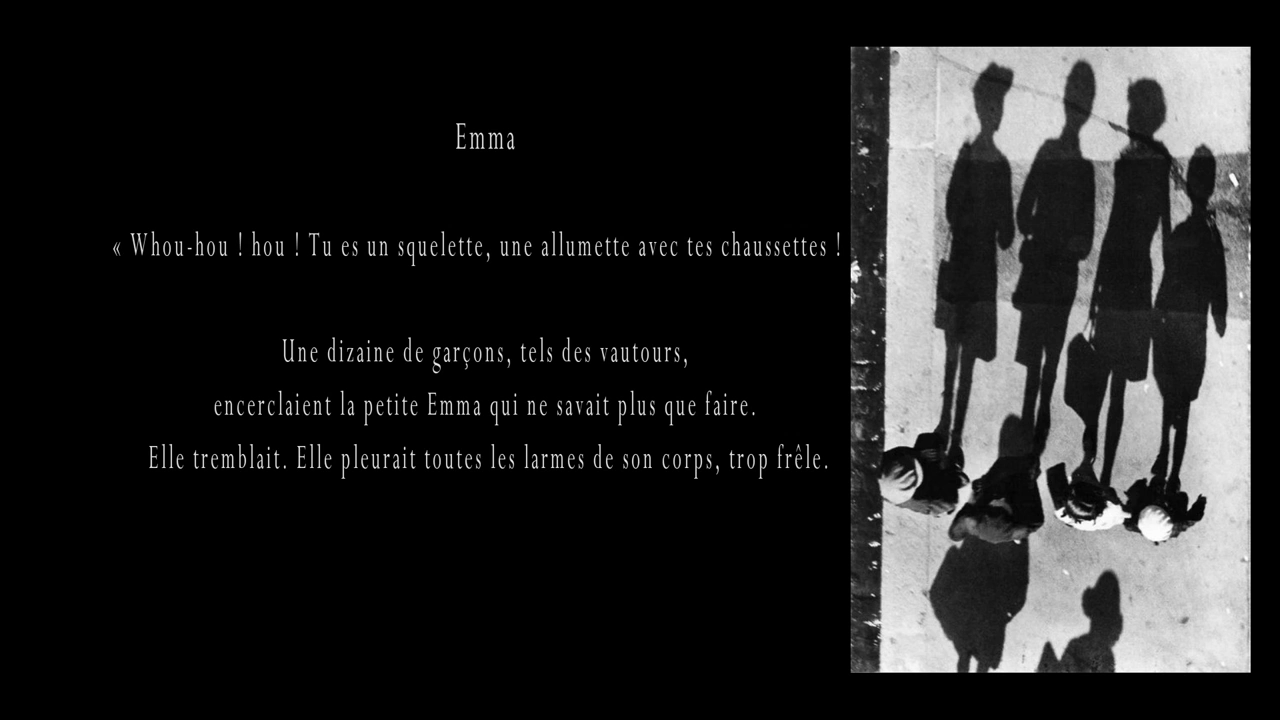 Emma
« Whou-hou ! hou ! Tu es un squelette, une allumette avec tes chaussettes !
Une dizaine de garçons, tels des vautours,
encerclaient la petite Emma qui ne savait plus que faire.
Elle tremblait. Elle pleurait toutes les larmes de son corps, trop frêle.